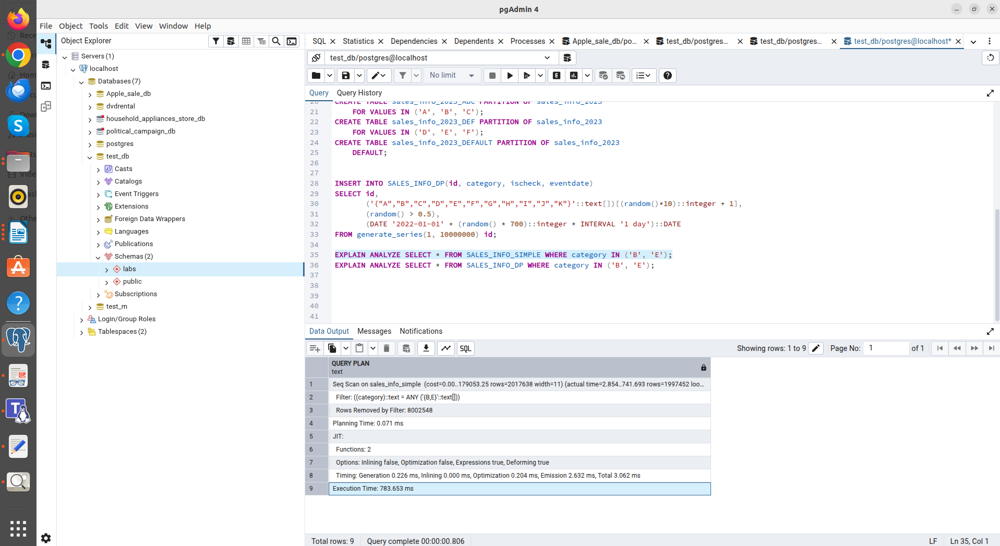 pgAdmin 4
File Object Tools Edit View Window Help
Object Explorer
SQL Statistics Dependencies Dependents Processes Apple_sale_db/po... test_db/postgres... test_db/postgres... test_db/postgres@localhost*
Servers (1)
localhost
Databases (7)
Apple_sale_db
dvdrental
household_appliances_store_db
political_campaign_db
postgres
test_db
Casts
Catalogs
Event Triggers
Extensions
Foreign Data Wrappers
Languages
Publications
Schemas (2)
labs
public
Subscriptions
test_m
Login/Group Roles
Tablespaces (2)
test_db/postgres@localhost
No limit
Query Query History
20 CREATE TABLE sales_info_2023_ABC PARTITION OF sales_info_2023
21 FOR VALUES IN ('A', 'B', 'C');
22 CREATE TABLE sales_info_2023_DEF PARTITION OF sales_info_2023
23 FOR VALUES IN ('D', 'E', 'F');
24 CREATE TABLE sales_info_2023_DEFAULT PARTITION OF sales_info_2023
25 DEFAULT;
26
27
28 INSERT INTO SALES_INFO_DP(id, category, ischeck, eventdate)
29 SELECT id,
30 ('{"A","B","C","D","E","F","G","H","I","J","K"}'::text[])[(random()*10)::integer + 1],
31 (random() > 0.5),
32 (DATE '2022-01-01' + (random() * 700)::integer * INTERVAL '1 day')::DATE
33 FROM generate_series(1, 10000000) id;
34
35 EXPLAIN ANALYZE SELECT * FROM SALES_INFO_SIMPLE WHERE category IN ('B', 'E');
36 EXPLAIN ANALYZE SELECT * FROM SALES_INFO_DP WHERE category IN ('B', 'E');
37
38
39
40
41
Data Output Messages Notifications
SQL Showing rows: 1 to 9 Page No: 1 of 1
QUERY PLAN
text
1 Seq Scan on sales_info_simple (cost=0.00..179053.25 rows=2017638 width=11) (actual time=2.854..741.693 rows=1997452 loo...
2 Filter: ((category)::text = ANY ('{B,E}'::text[]))
3 Rows Removed by Filter: 8002548
4 Planning Time: 0.071 ms
5 JIT:
6 Functions: 2
7 Options: Inlining false, Optimization false, Expressions true, Deforming true
8 Timing: Generation 0.226 ms, Inlining 0.000 ms, Optimization 0.204 ms, Emission 2.632 ms, Total 3.062 ms
9 Execution Time: 783.653 ms
Total rows: 9 Query complete 00:00:00.806 LF Ln 35, Col 1